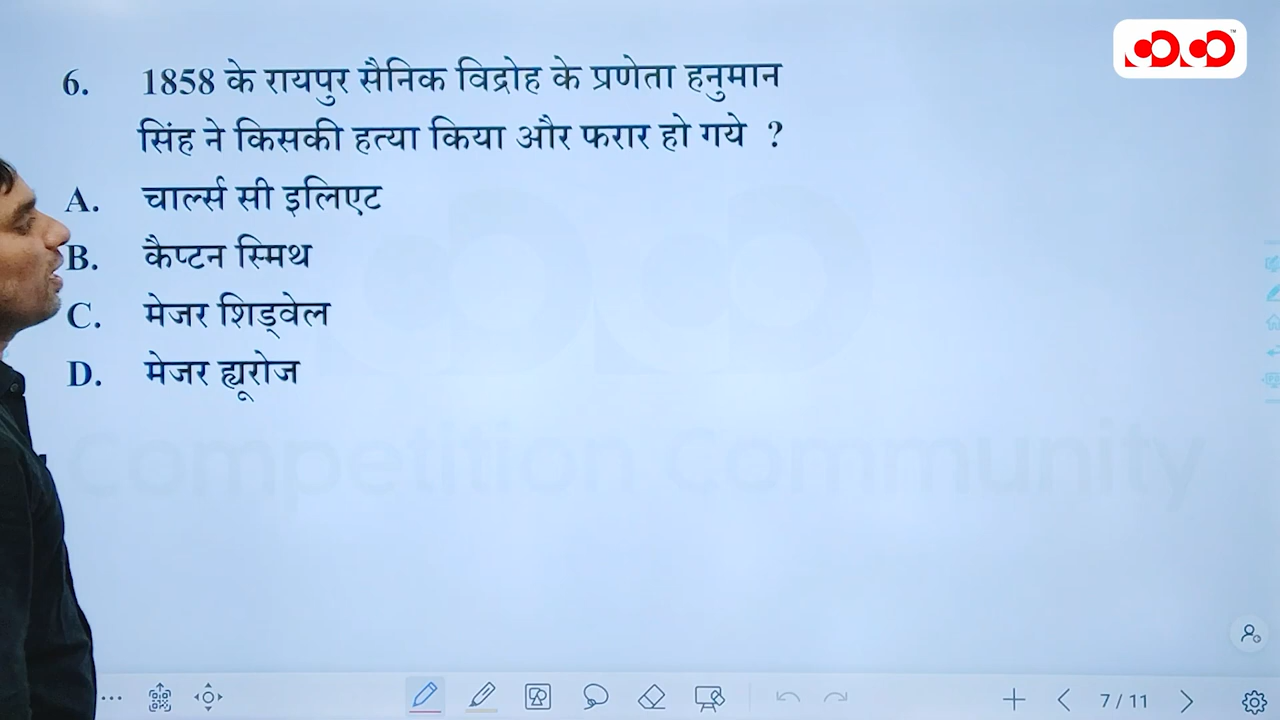 6. 1858 के रायपुर सैनिक विद्रोह के प्रणेता हनुमान
सिंह ने किसकी हत्या किया और फरार हो गये ?
A. चार्ल्स सी इलिएट
B. कैप्टन स्मिथ
C. मेजर शिड्वेल
D. मेजर ह्यूरोज
Competition Community
7 / 11